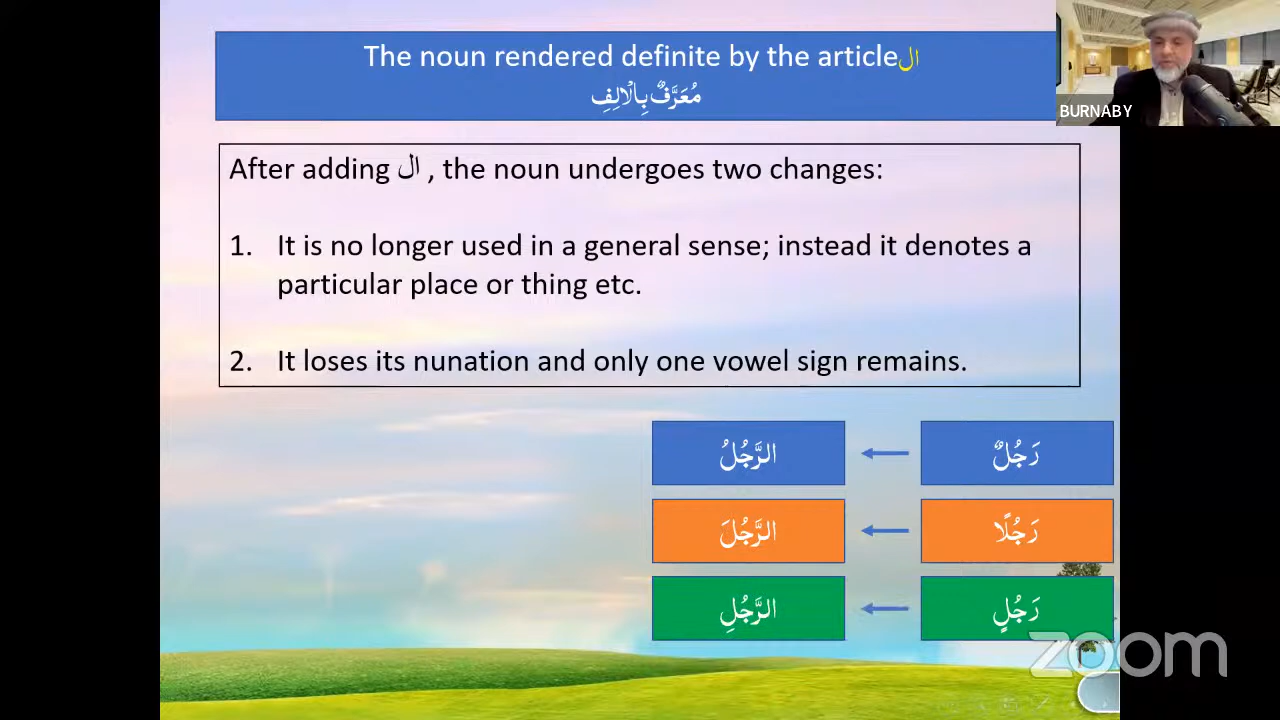 The noun rendered definite by the article ال
مُعَرَّفٌ بِالْالِفِ
BURNABY
After adding ال , the noun undergoes two changes:
1. It is no longer used in a general sense; instead it denotes a
particular place or thing etc.
2. It loses its nunation and only one vowel sign remains.
رَجُلٌ ← الرَّجُلُ
رَجُلًا ← الرَّجُلَ
رَجُلٍ ← الرَّجُلِ
zoom